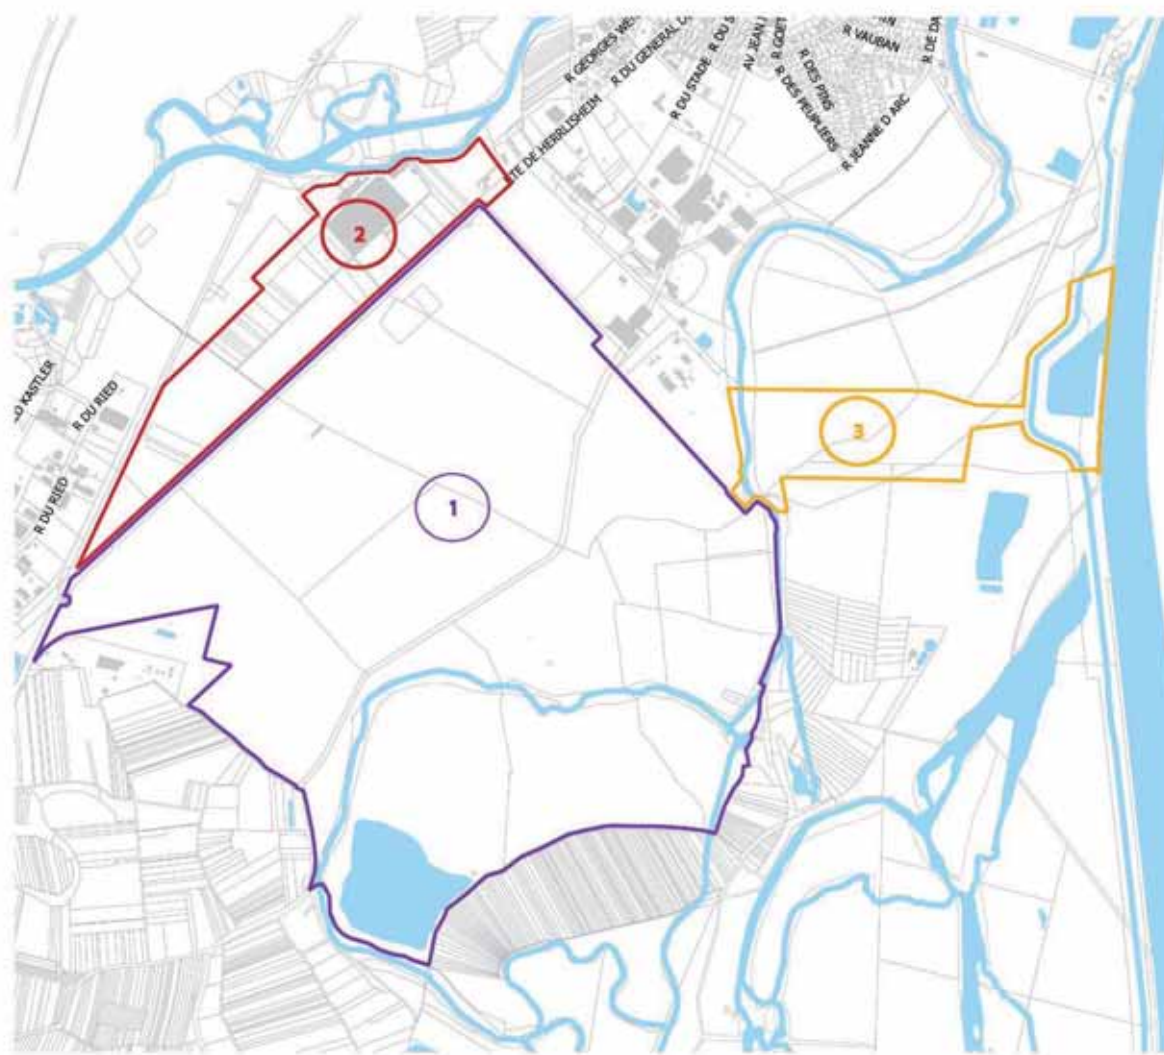 R GEORGES WE
R DU GENERAL C
R DU S
AV JEAN
R GOET
R VAUBAN
R DE DA
R DU STADE
R DES PINS
R DES PEUPLIERS
R JEANNE D ARC
TE DE HERRLISHEIM
2
D KASTLER
R DU RIED
3
1
R DU RIED